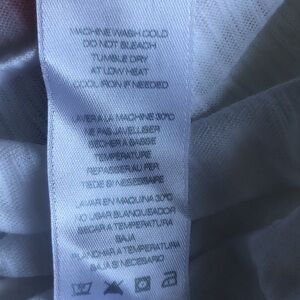 MACHINE WASH COLD
DO NOT BLEACH
TUMBLE DRY
AT LOW HEAT
COOL IRON IF NEEDED
LAVER A LA MACHINE 30°C
NE PAS JAVELLISER
SECHER A BASSE
TEMPERATURE
REPASSER AU FER
TIEDE SI NECESSAIRE
LAVAR EN MAQUINA 30°C
NO USAR BLANQUEADOR
SECAR A TEMPERATURA
BAJA
PLANCHAR A TEMPERATURA
BAJA SI NECESARIO